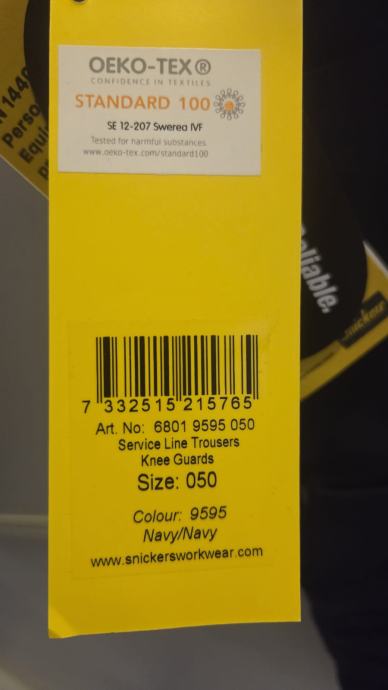 OEKO-TEX®
CONFIDENCE IN TEXTILES
STANDARD 100
SE 12-207 Swerea IVF
Tested for harmful substances
www.oeko-tex.com/standard100
7 332515 215765
Art. No: 6801 9595 050
Service Line Trousers
Knee Guards
Size: 050
Colour: 9595
Navy/Navy
www.snickersworkwear.com